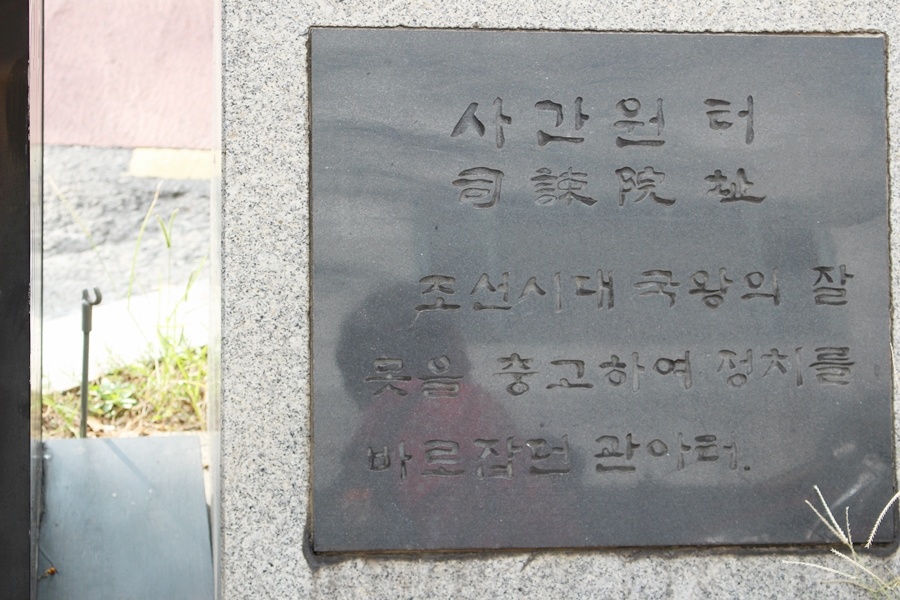 사간원 터
司諫院 址
조선시대 국왕의 잘
못을 충고하여 정치를
바로잡던 관아터.